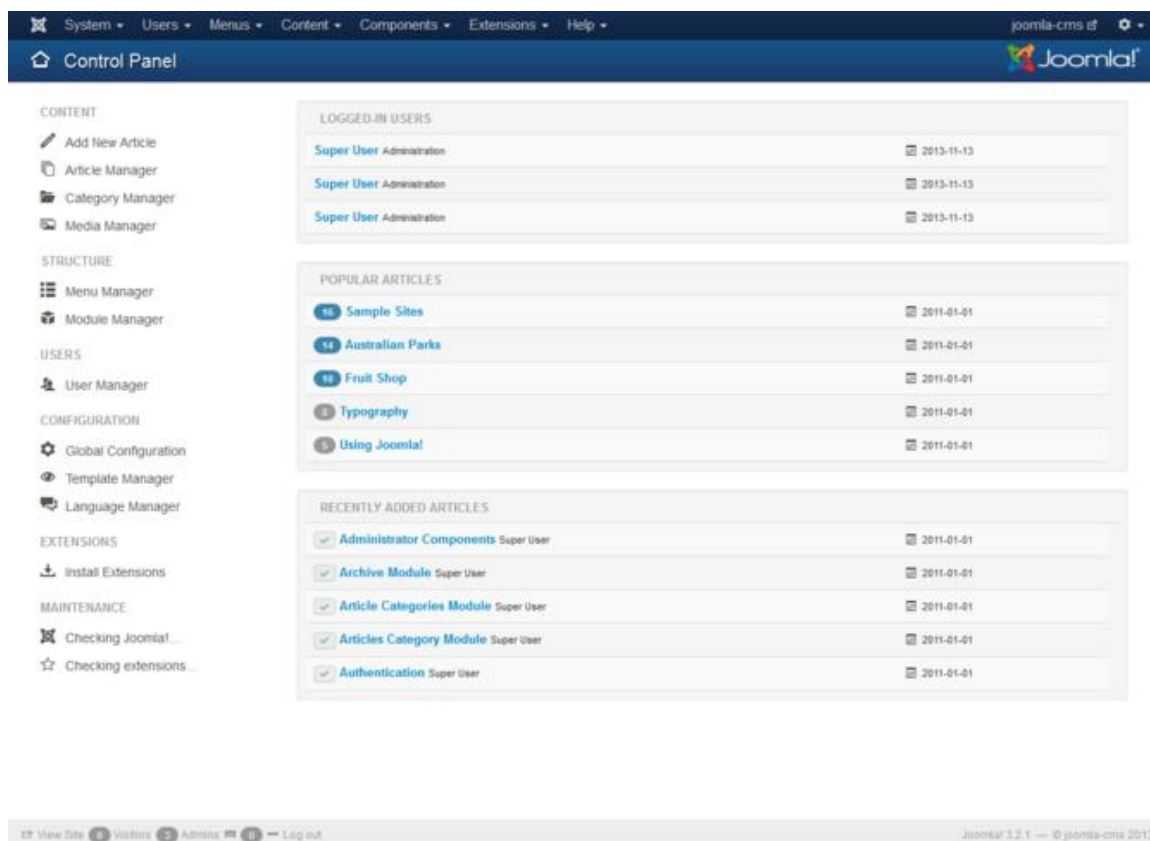 System Users Menus Content Components Extensions Help joomla-cms
Control Panel Joomla!
CONTENT
Add New Article
Article Manager
Category Manager
Media Manager
STRUCTURE
Menu Manager
Module Manager
USERS
User Manager
CONFIGURATION
Global Configuration
Template Manager
Language Manager
EXTENSIONS
Install Extensions
MAINTENANCE
Checking Joomla!...
Checking extensions...
LOGGED-IN USERS
Super User Administration 2013-11-13
Super User Administration 2013-11-13
Super User Administration 2013-11-13
POPULAR ARTICLES
Sample Sites 2011-01-01
14 Australian Parks 2011-01-01
10 Fruit Shop 2011-01-01
Typography 2011-01-01
5 Using Joomla! 2011-01-01
RECENTLY ADDED ARTICLES
Administrator Components Super User 2011-01-01
Archive Module Super User 2011-01-01
Article Categories Module Super User 2011-01-01
Articles Category Module Super User 2011-01-01
Authentication Super User 2011-01-01
View Site Visitors Admins Log out Joomla! 3.2.1 — © joomla-cms 201